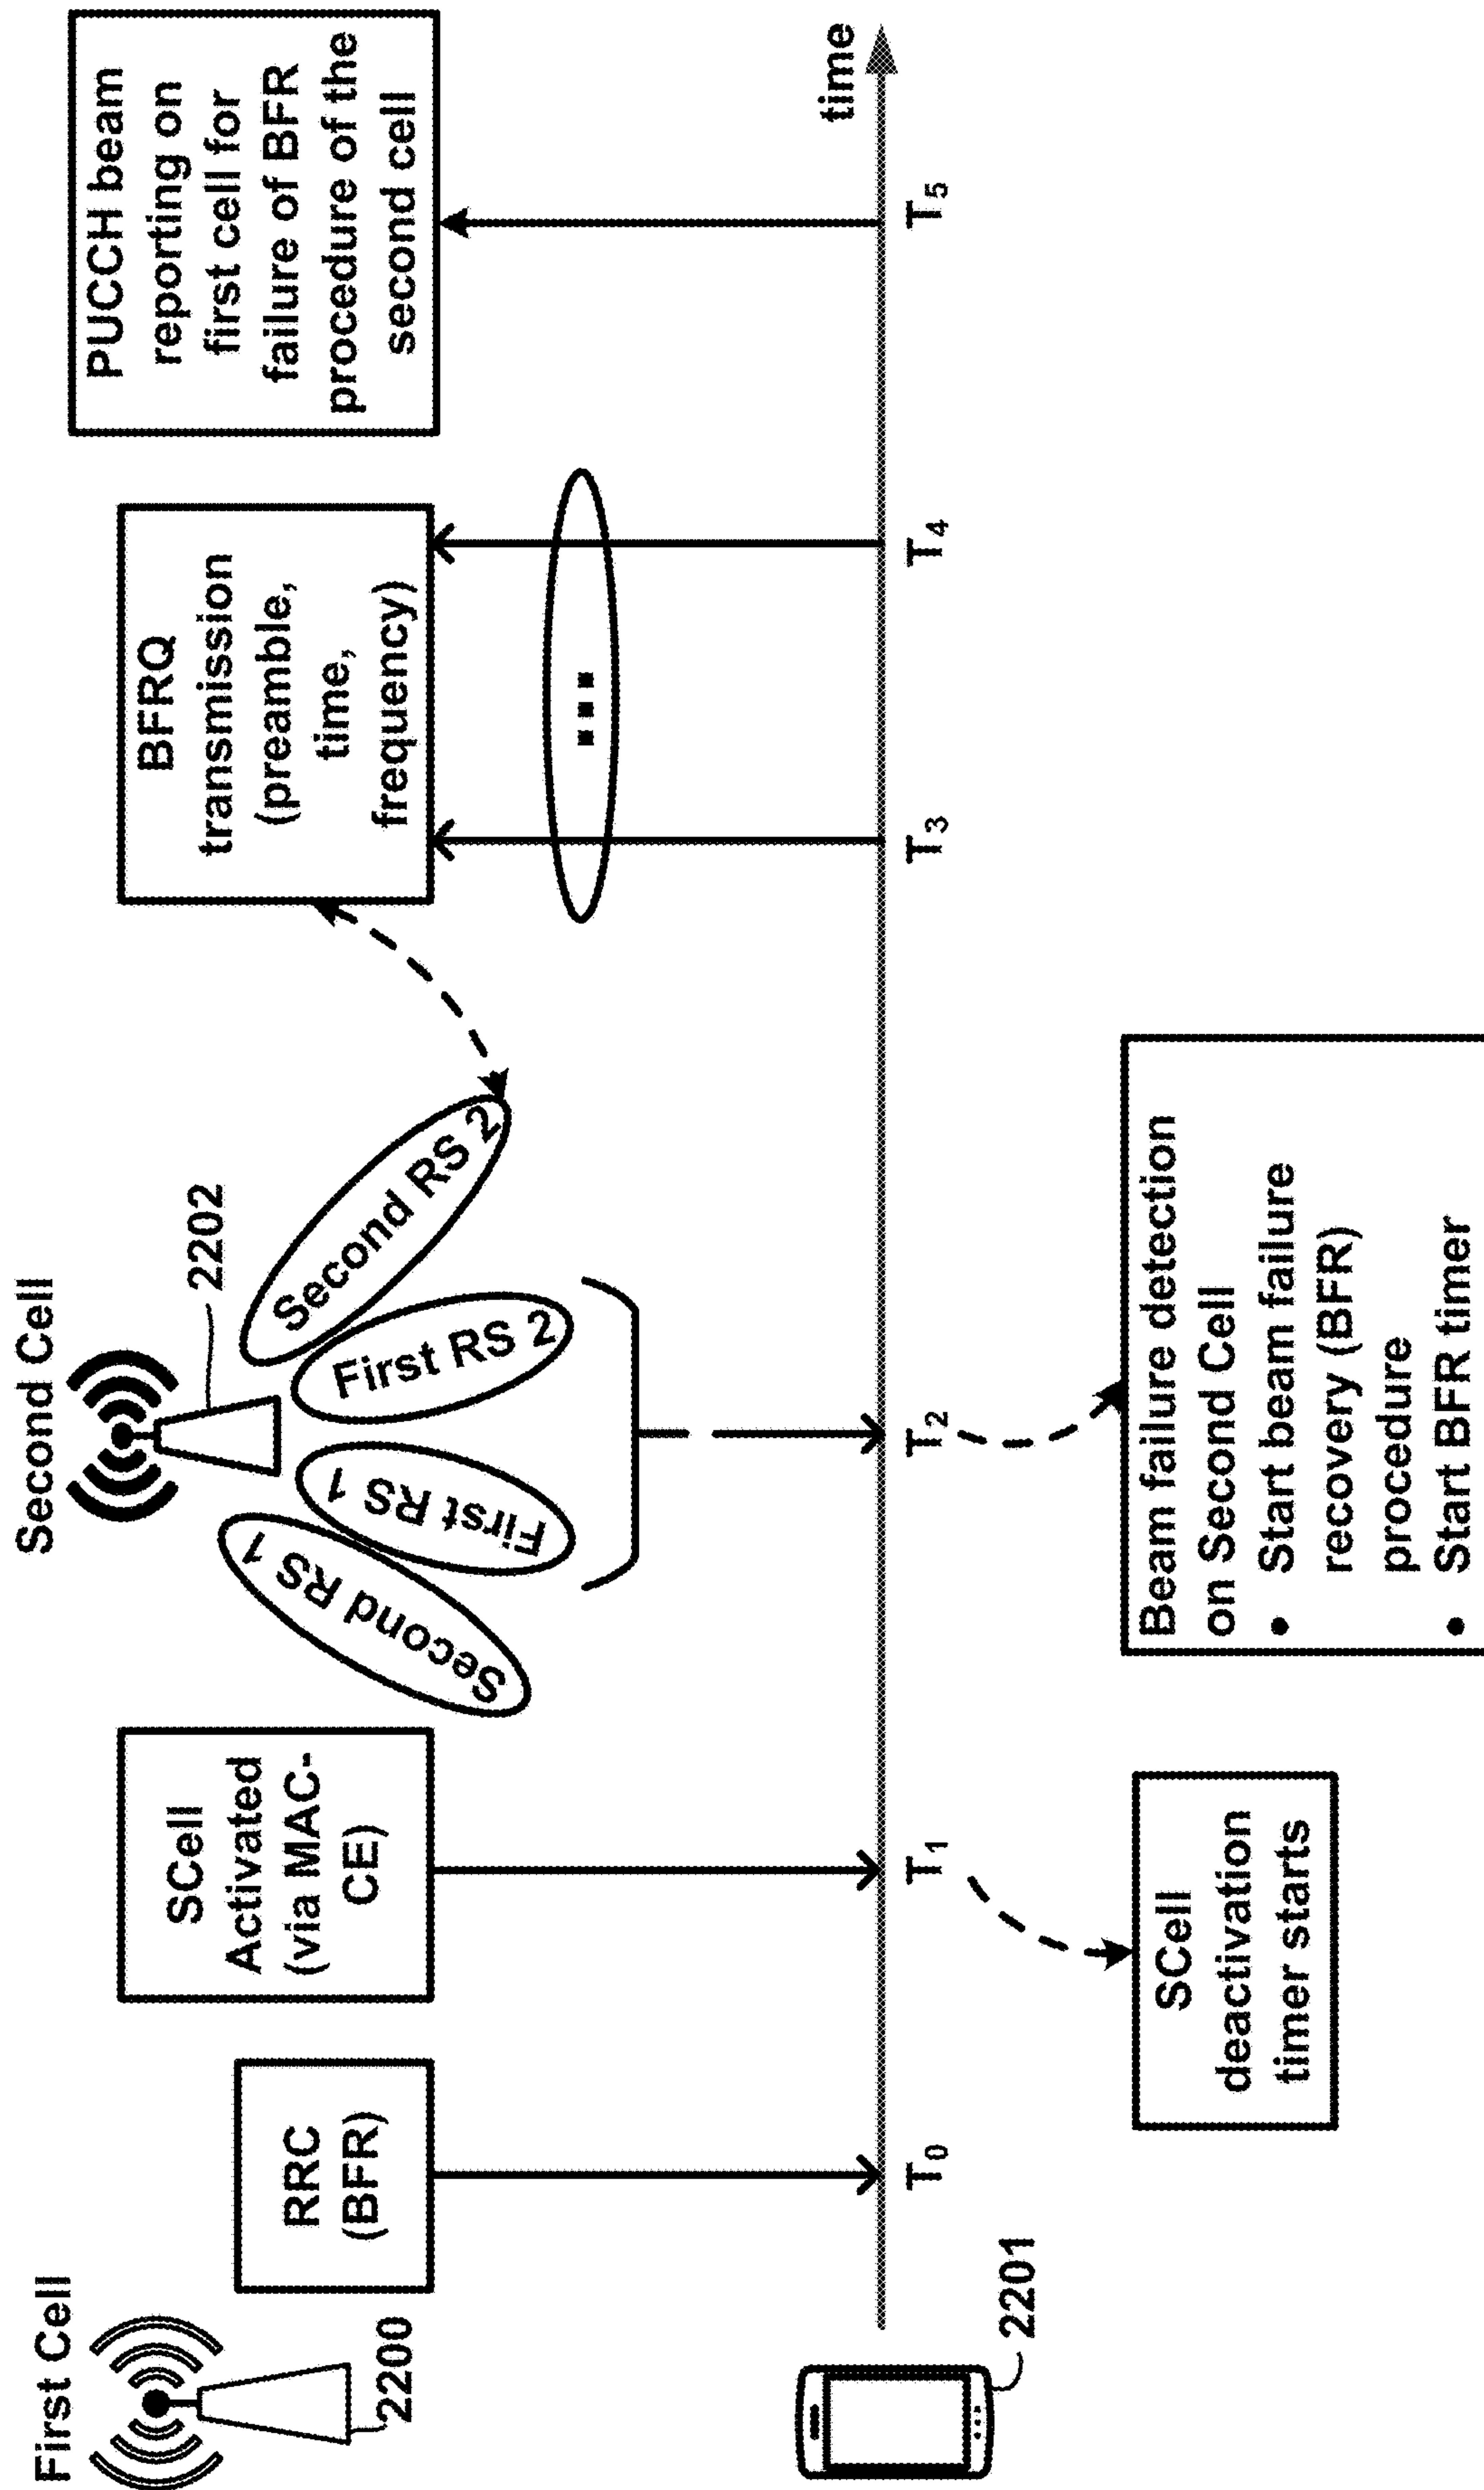 First Cell
2200
RRC
(BFR)
SCell
Activated
(via MAC-
CE)
Second Cell
2202
Second RS 1
First RS 1
First RS 2
Second RS 2
BFRQ
transmission
(preamble,
time,
frequency)
PUCCH beam
reporting on
first cell for
failure of BFR
procedure of the
second cell
...
time
2201
T0
T1
T2
T3
T4
T5
SCell
deactivation
timer starts
Beam failure detection
on Second Cell
• Start beam failure
recovery (BFR)
procedure
• Start BFR timer